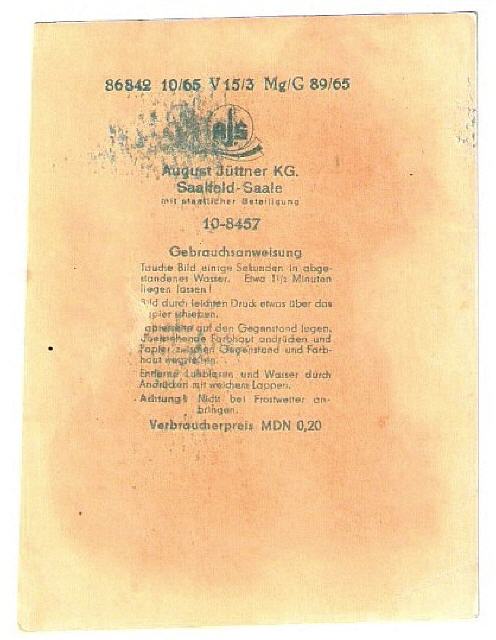 86842 10/65 V 15/3 Mg/G 89/65
ajs
August Jüttner KG.
Saalfeld-Saale
mit staatlicher Beteiligung
10-8457
Gebrauchsanweisung
Tauche Bild einige Sekunden in abge-
standenes Wasser. Etwa 1½ Minuten
liegen lassen!
Bild durch leichten Druck etwas über das
Papier schieben.
auf den Gegenstand legen,
Farbhaut andrücken und
Papier zwischen Gegenstand und Farb-
haut
Entferne Luftblasen und Wasser durch
Andrücken mit weichem Lappen.
Achtung! Nicht bei Frostwetter an-
bringen.
Verbraucherpreis MDN 0,20